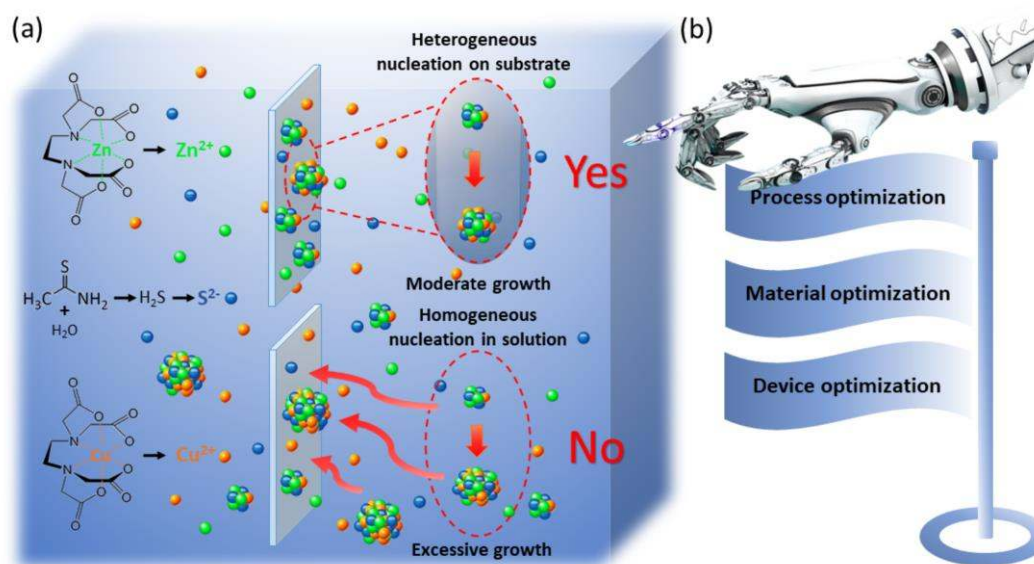 (a)
Heterogeneous
nucleation on substrate
Yes
Moderate growth
O
O
O
O
N
Zn
N
O
O
O
O
Zn²⁺
S
H₃C
NH₂
+
H₂O
H₂S
S²⁻
Homogeneous
nucleation in solution
No
Excessive growth
O
O
O
O
N
Cu
N
O
O
O
O
Cu²⁺
(b)
Process optimization
Material optimization
Device optimization